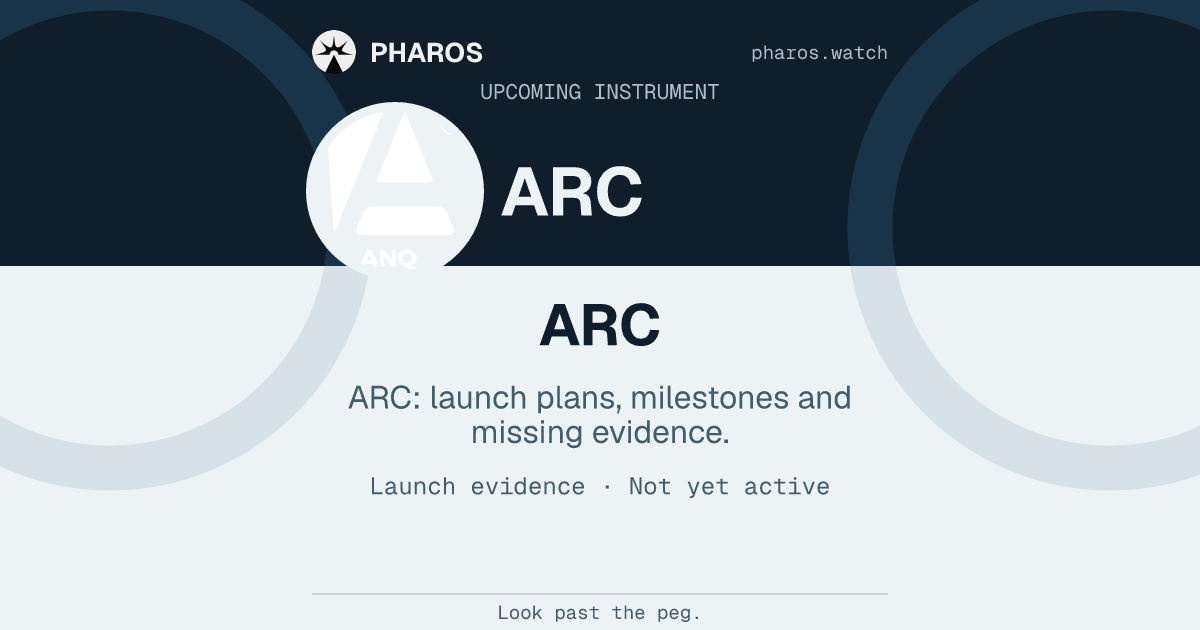 PHAROS
pharos.watch
UPCOMING INSTRUMENT
ANQ
ARC
ARC
ARC: launch plans, milestones and
missing evidence.
Launch evidence · Not yet active
Look past the peg.